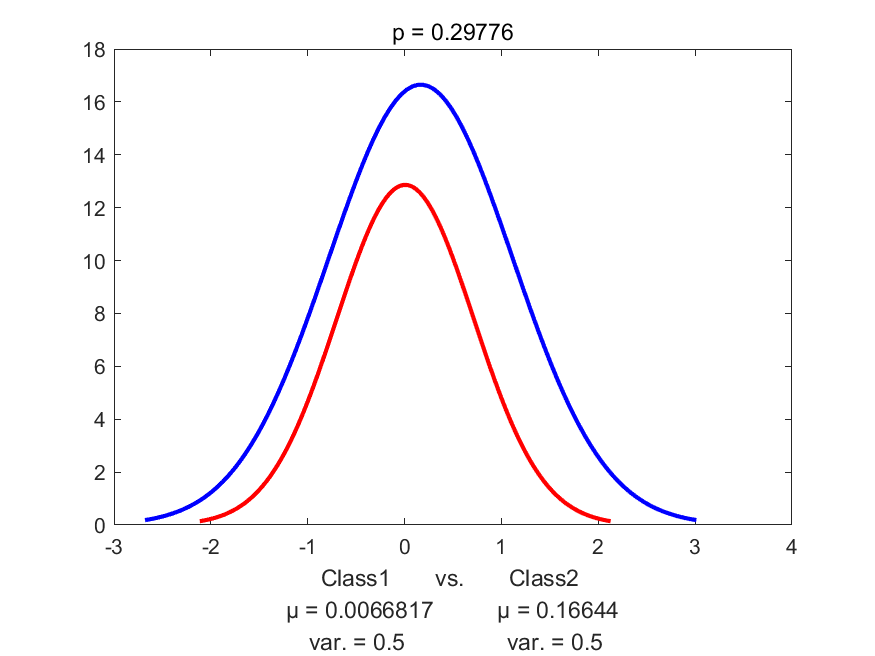 p = 0.29776
18
16
14
12
10
8
6
4
2
0
-3 -2 -1 0 1 2 3 4
Class1 vs. Class2
μ = 0.0066817 μ = 0.16644
var. = 0.5 var. = 0.5